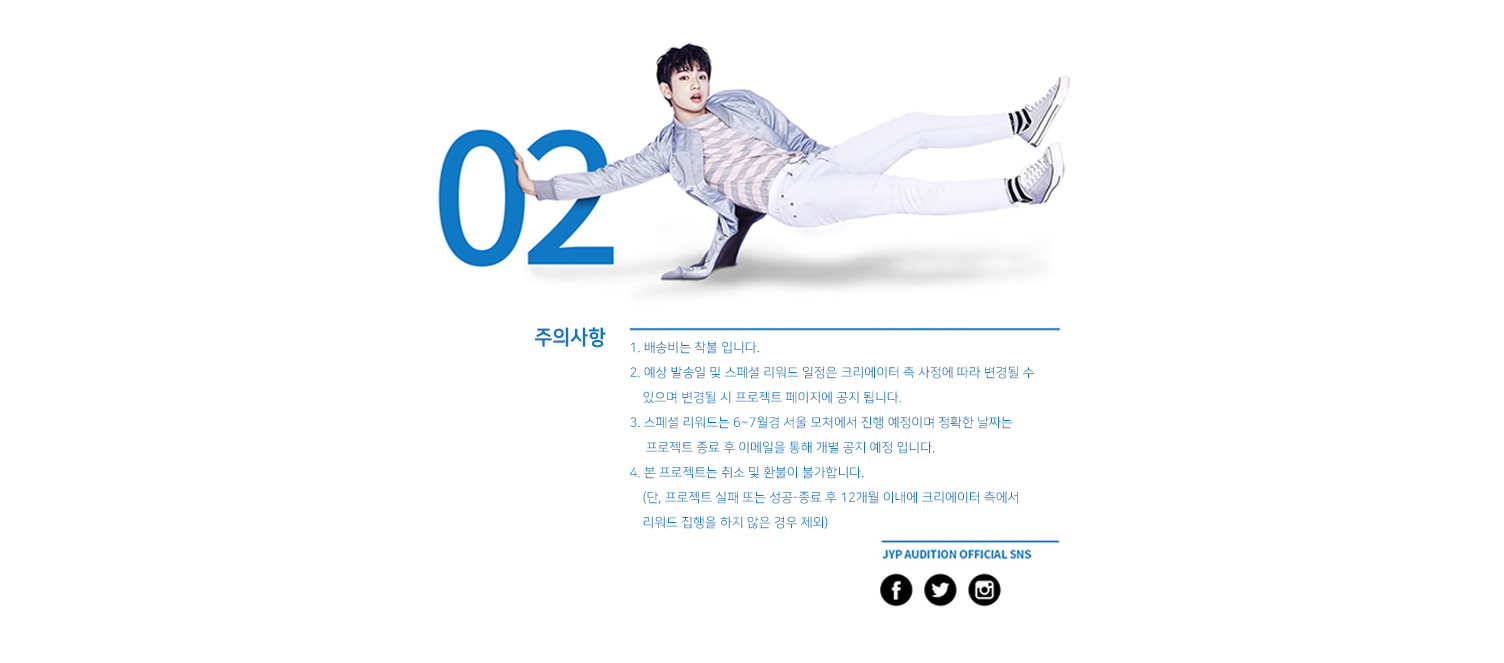 02
주의사항
1. 배송비는 착불 입니다.
2. 예상 발송일 및 스페셜 리워드 일정은 크리에이터 측 사정에 따라 변경될 수
있으며 변경될 시 프로젝트 페이지에 공지 됩니다.
3. 스페셜 리워드는 6~7월경 서울 모처에서 진행 예정이며 정확한 날짜는
프로젝트 종료 후 이메일을 통해 개별 공지 예정 입니다.
4. 본 프로젝트는 취소 및 환불이 불가합니다.
(단, 프로젝트 실패 또는 성공-종료 후 12개월 이내에 크리에이터 측에서
리워드 집행을 하지 않은 경우 제외)
JYP AUDITION OFFICIAL SNS